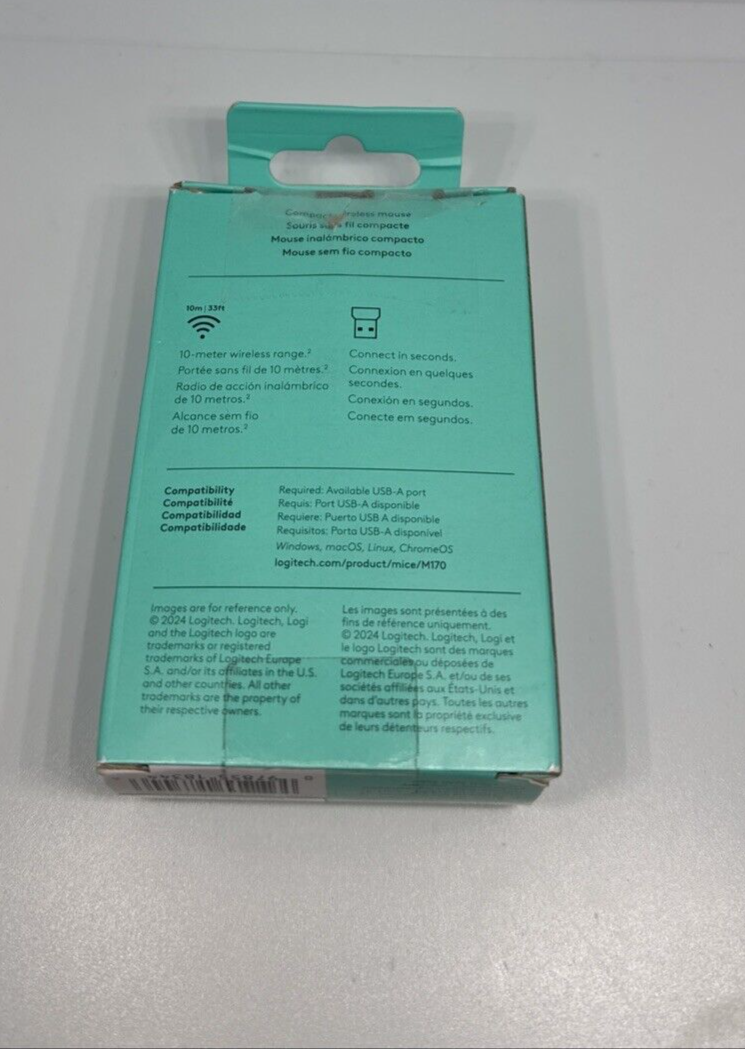 Compact wireless mouse
Souris sans fil compacte
Mouse inalámbrico compacto
Mouse sem fio compacto
10m | 33ft
10-meter wireless range.²
Portée sans fil de 10 mètres.²
Radio de acción inalámbrico
de 10 metros.²
Alcance sem fio
de 10 metros.²
Connect in seconds.
Connexion en quelques
secondes.
Conexión en segundos.
Conecte em segundos.
Compatibility
Compatibilité
Compatibilidad
Compatibilidade
Required: Available USB-A port
Requis: Port USB-A disponible
Requiere: Puerto USB A disponible
Requisitos: Porta USB-A disponível
Windows, macOS, Linux, ChromeOS
logitech.com/product/mice/M170
Images are for reference only.
© 2024 Logitech. Logitech, Logi
and the Logitech logo are
trademarks or registered
trademarks of Logitech Europe
S.A. and/or its affiliates in the U.S.
and other countries. All other
trademarks are the property of
their respective owners.
Les images sont présentées à des
fins de référence uniquement.
© 2024 Logitech. Logitech, Logi et
le logo Logitech sont des marques
commerciales ou déposées de
Logitech Europe S.A. et/ou de ses
sociétés affiliées aux États-Unis et
dans d'autres pays. Toutes les autres
marques sont la propriété exclusive
de leurs détenteurs respectifs.